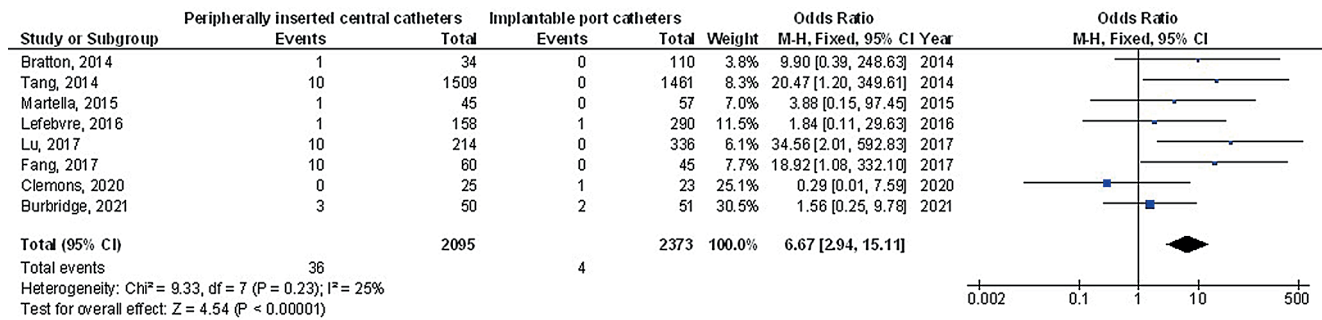 Peripherally inserted central catheters Implantable port catheters Odds Ratio Odds Ratio
Study or Subgroup Events Total Events Total Weight M-H, Fixed, 95% CI Year M-H, Fixed, 95% CI
Bratton, 2014 1 34 0 110 3.8% 9.90 [0.39, 248.63] 2014
Tang, 2014 10 1509 0 1461 8.3% 20.47 [1.20, 349.61] 2014
Martella, 2015 1 45 0 57 7.0% 3.88 [0.15, 97.45] 2015
Lefebvre, 2016 1 158 1 290 11.5% 1.84 [0.11, 29.63] 2016
Lu, 2017 10 214 0 336 6.1% 34.56 [2.01, 592.83] 2017
Fang, 2017 10 60 0 45 7.7% 18.92 [1.08, 332.10] 2017
Clemons, 2020 0 25 1 23 25.1% 0.29 [0.01, 7.59] 2020
Burbridge, 2021 3 50 2 51 30.5% 1.56 [0.25, 9.78] 2021
Total (95% CI) 2095 2373 100.0% 6.67 [2.94, 15.11]
Total events 36 4
Heterogeneity: Chi² = 9.33, df = 7 (P = 0.23); I² = 25%
Test for overall effect: Z = 4.54 (P < 0.00001)
0.002 0.1 1 10 500